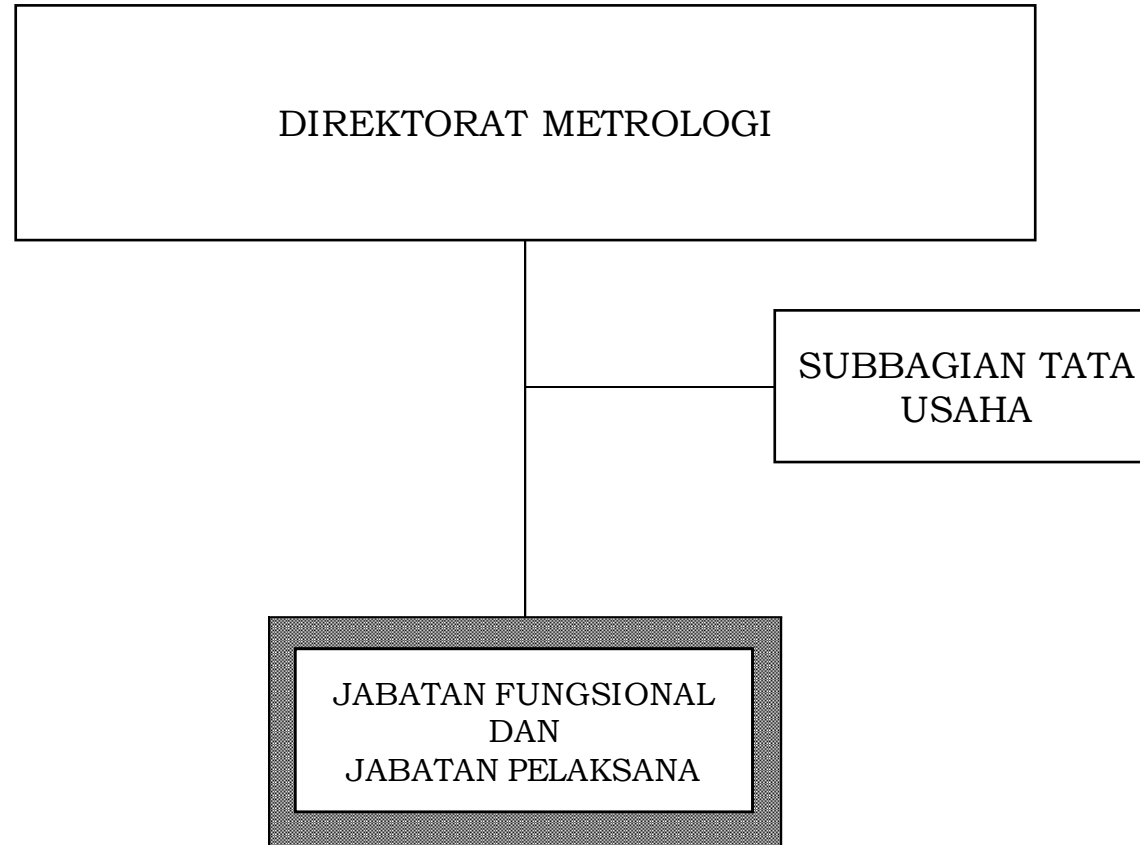 DIREKTORAT METROLOGI
SUBBAGIAN TATA
USAHA
JABATAN FUNGSIONAL
DAN
JABATAN PELAKSANA